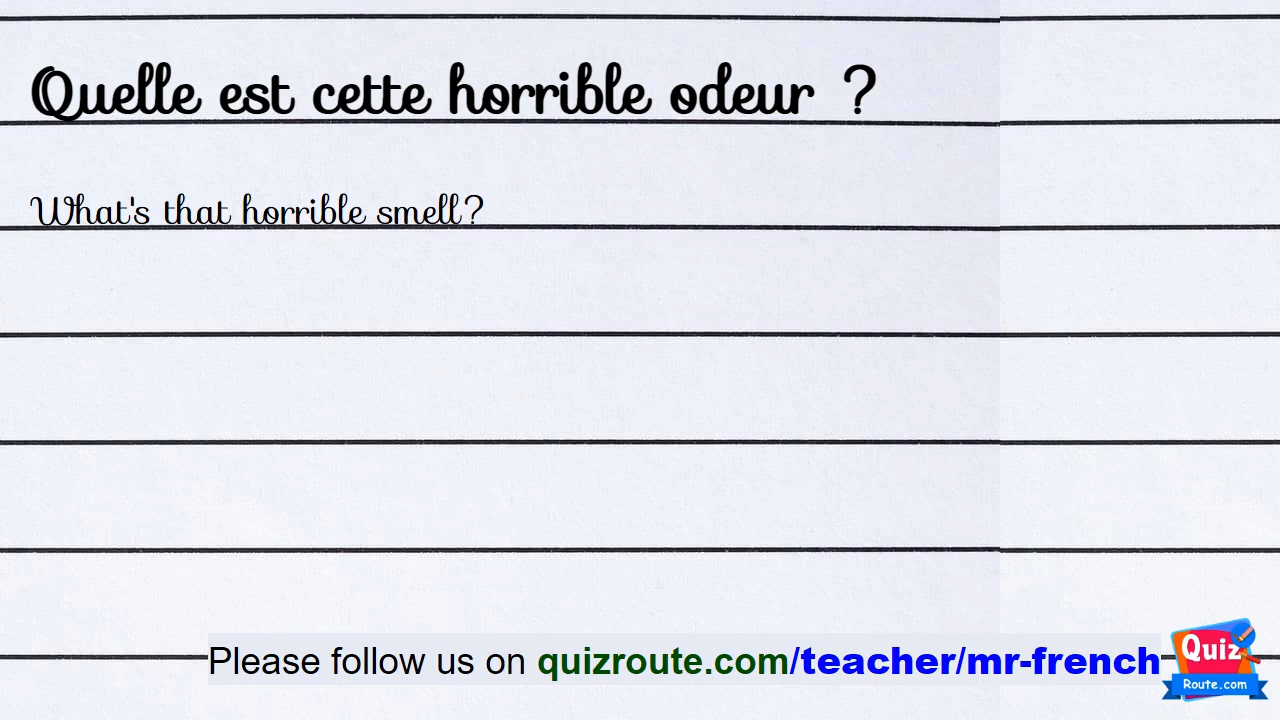 Quelle est cette horrible odeur ?
What's that horrible smell?
Please follow us on quizroute.com/teacher/mr-french
Quiz
Route.com